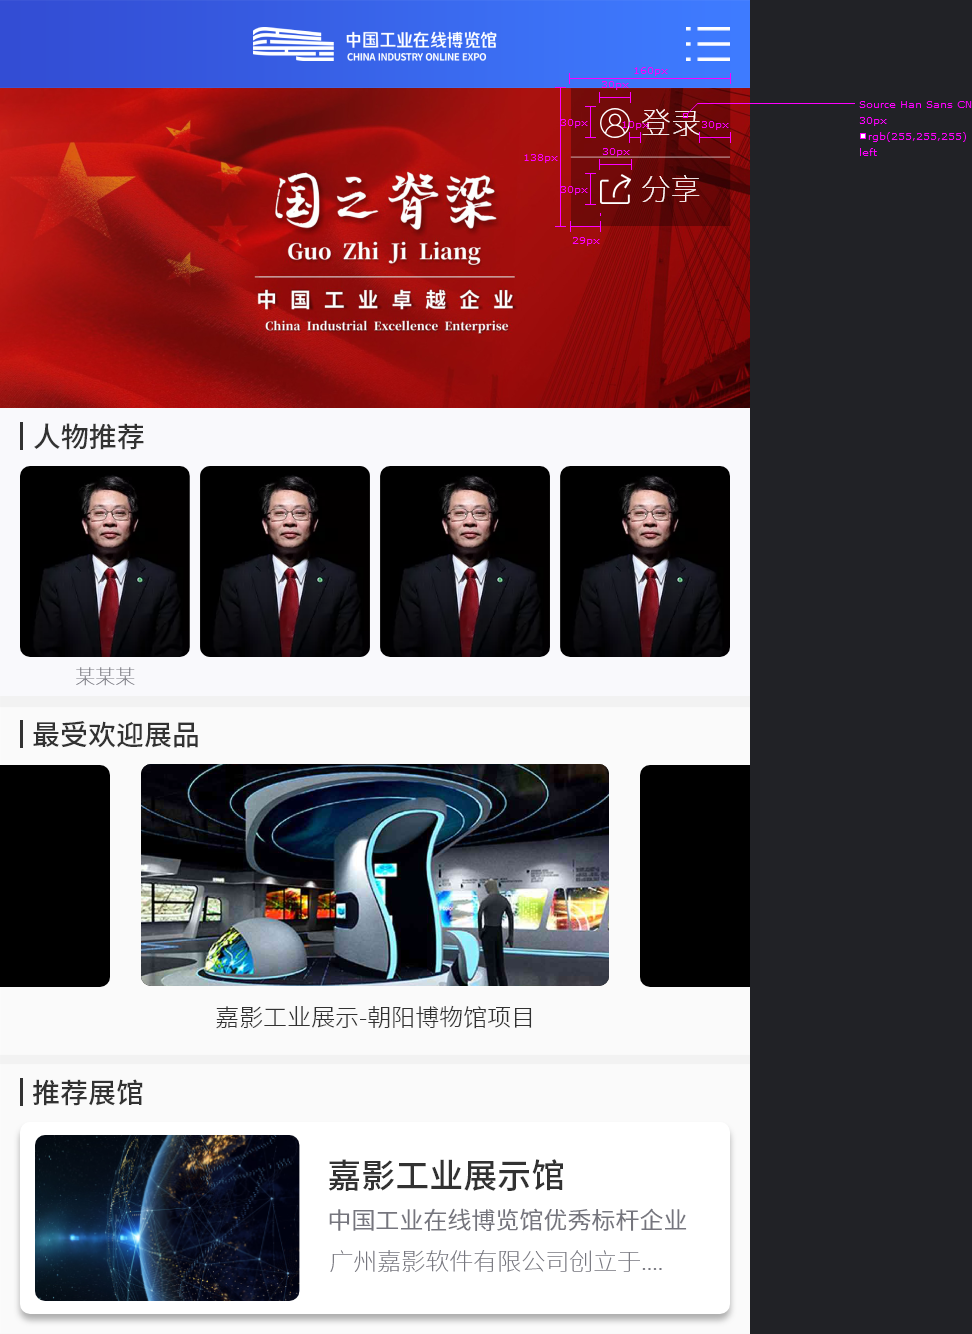 中国工业在线博览馆
CHINA INDUSTRY ONLINE EXPO
30px
登录
10px
30px
Source Han Sans CN
30px
rgb(255,255,255)
left
138px
30px
30px
分享
29px
国之脊梁
Guo Zhi Ji Liang
中国工业卓越企业
China Industrial Excellence Enterprise
人物推荐
某某某
最受欢迎展品
嘉影工业展示-朝阳博物馆项目
推荐展馆
嘉影工业展示馆
中国工业在线博览馆优秀标杆企业
广州嘉影软件有限公司创立于....